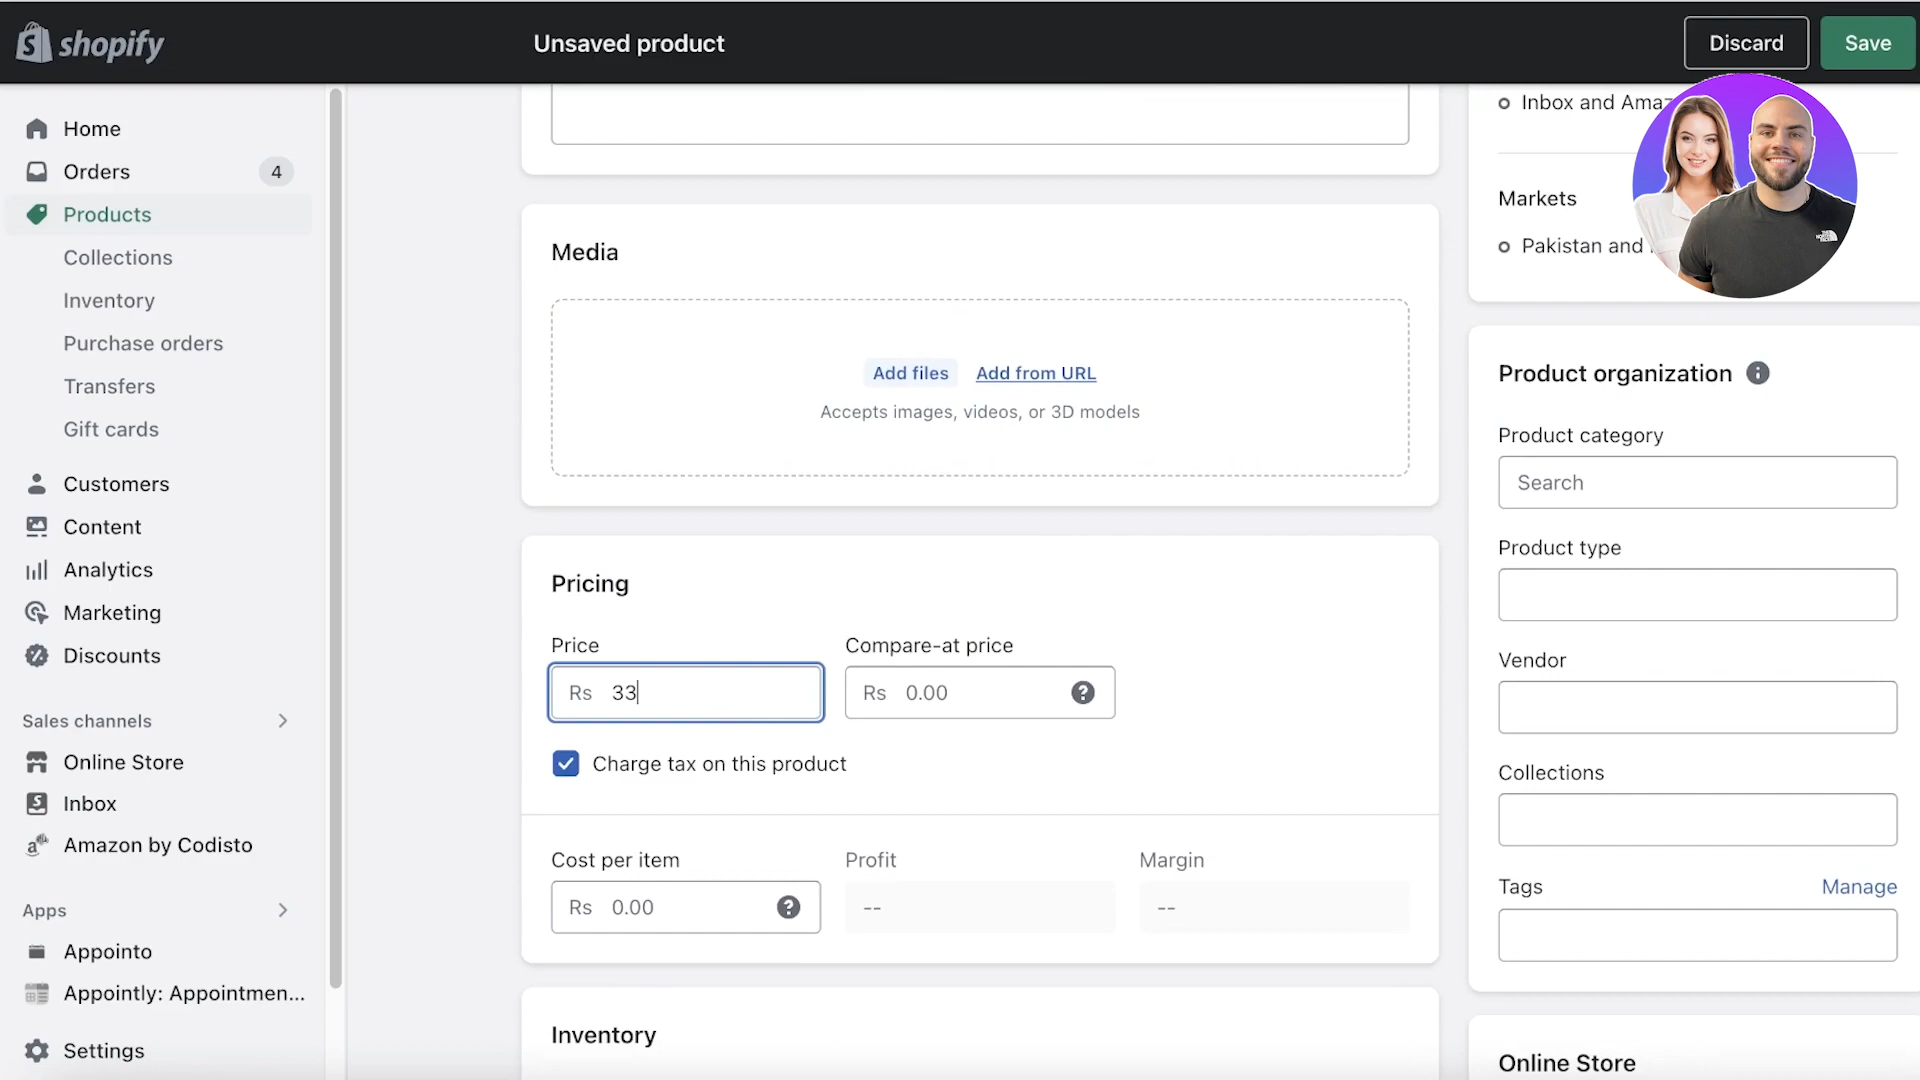 shopify
Unsaved product
Discard
Save
Home
Orders
4
Products
Collections
Inventory
Purchase orders
Transfers
Gift cards
Customers
Content
Analytics
Marketing
Discounts
Sales channels
Online Store
Inbox
Amazon by Codisto
Apps
Appointo
Appointly: Appointmen...
Settings
Media
Add files
Add from URL
Accepts images, videos, or 3D models
Pricing
Price
Compare-at price
Rs 33
Rs 0.00
Charge tax on this product
Cost per item
Profit
Margin
Rs 0.00
--
--
Inventory
Inbox and Amaz
Markets
Pakistan and
Product organization
Product category
Search
Product type
Vendor
Collections
Tags
Manage
Online Store